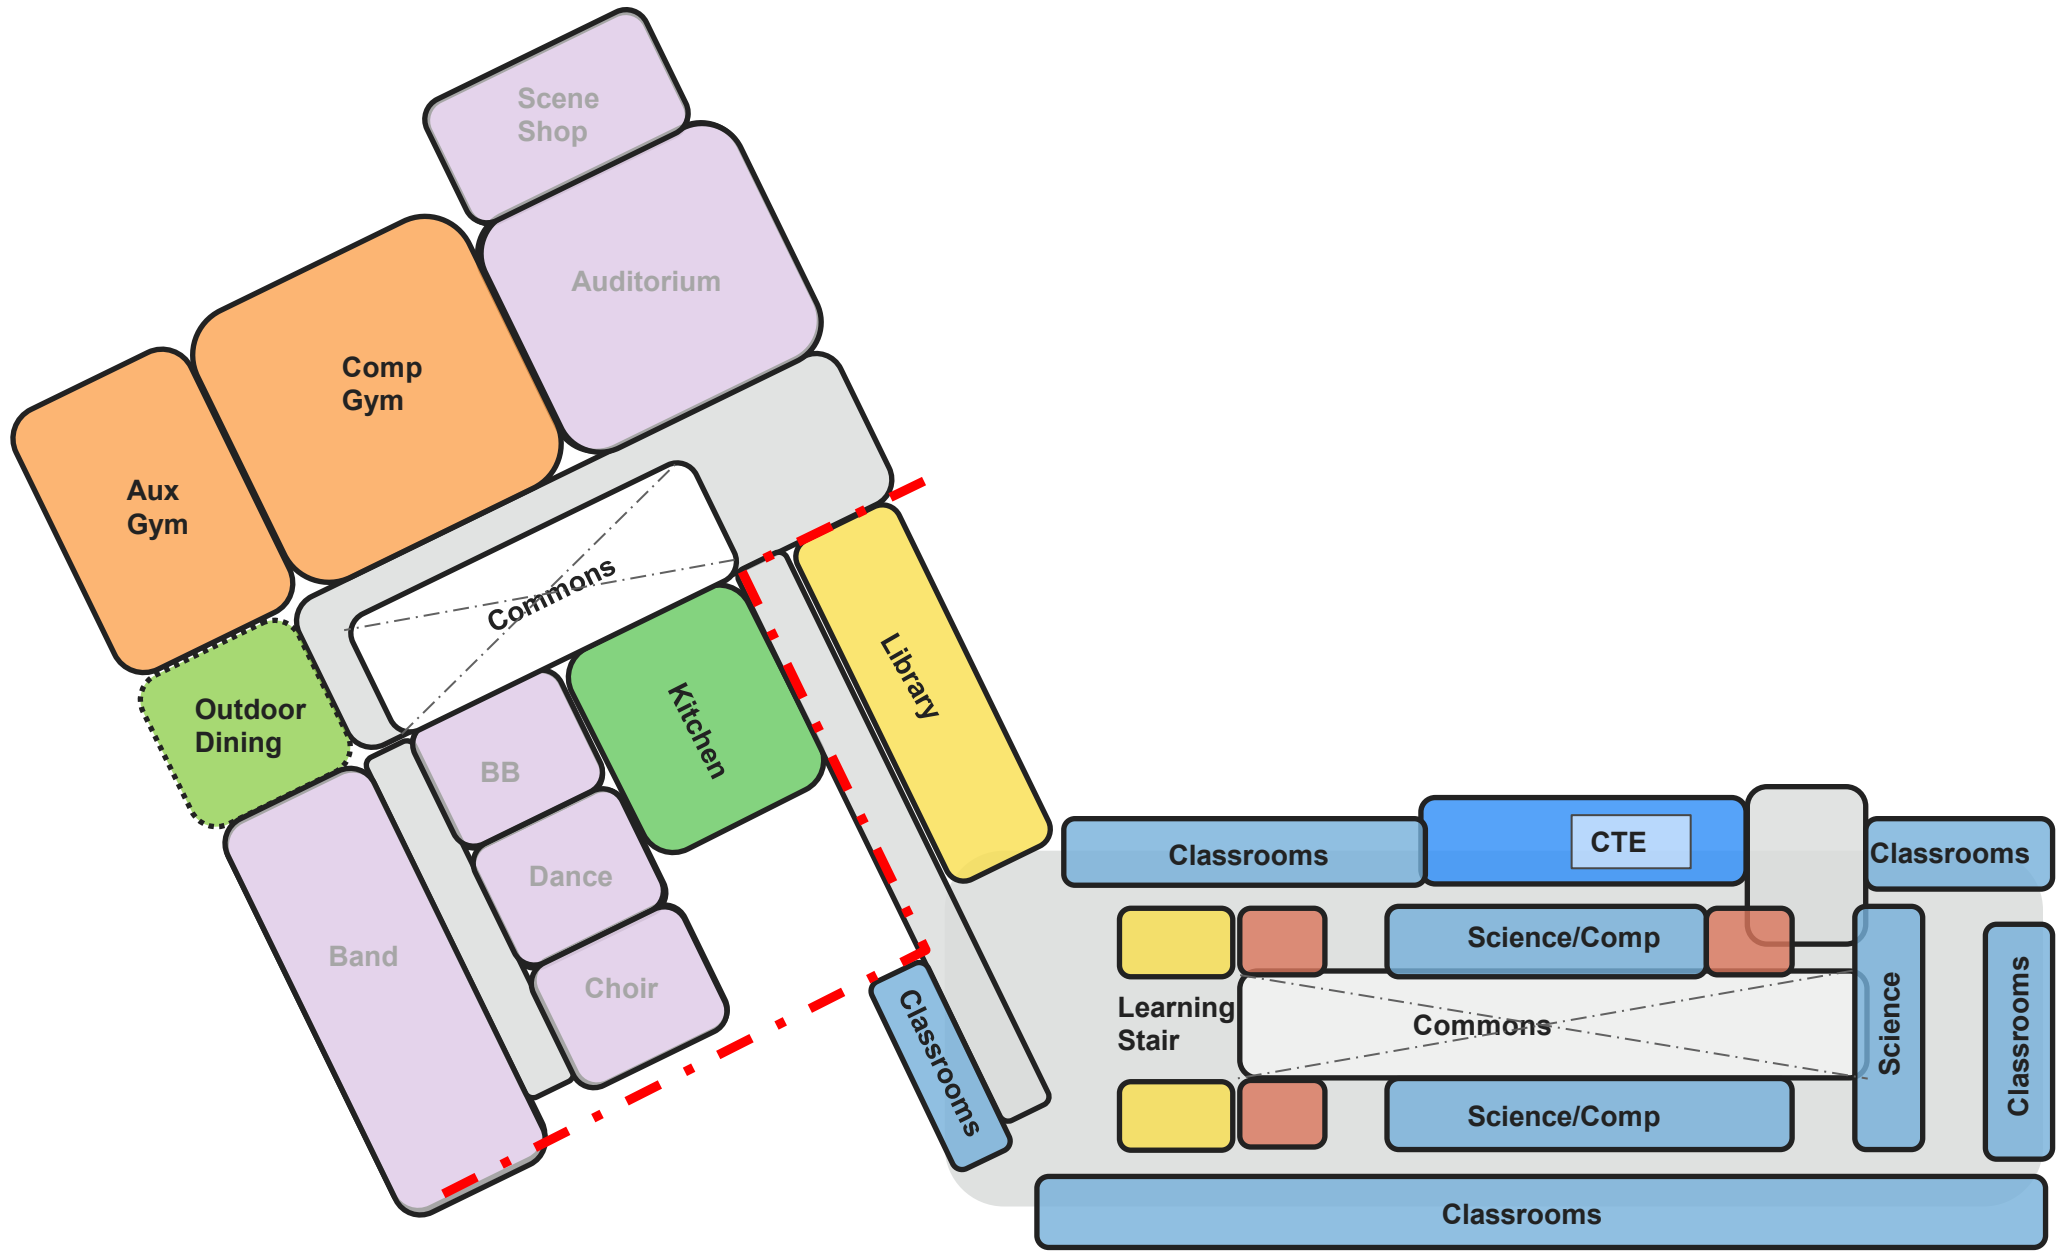 Scene
Shop
Auditorium
Comp
Gym
Aux
Gym
Commons
Outdoor
Dining
Kitchen
Library
BB
Dance
Band
Choir
Classrooms
Classrooms
CTE
Classrooms
Science/Comp
Learning
Stair
Commons
Science
Classrooms
Science/Comp
Classrooms